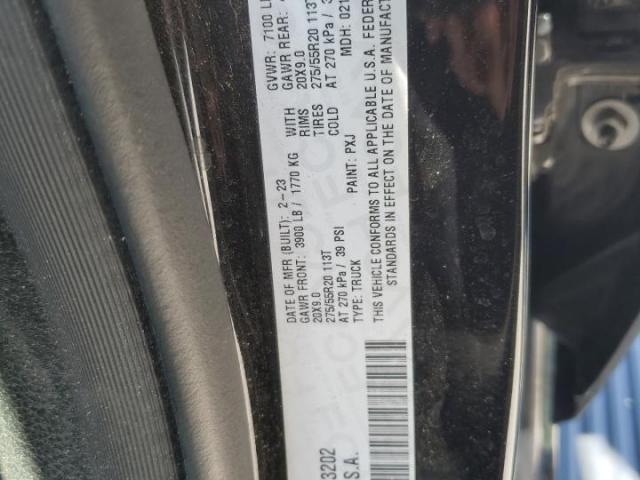 DATE OF MFR (BUILT): 2-23 GVWR: 7100
GAWR FRONT: 3900 LB / 1770 KG WITH GAWR REAR:
20X9.0 RIMS 20X9.0
275/55R20 113T TIRES 275/55R20 113T
AT 270 kPa / 39 PSI COLD AT 270 kPa /
TYPE: TRUCK PAINT: PXJ MDH: 021
THIS VEHICLE CONFORMS TO ALL APPLICABLE U.S.A. FEDER
STANDARDS IN EFFECT ON THE DATE OF MANUFACT
3202
S.A.